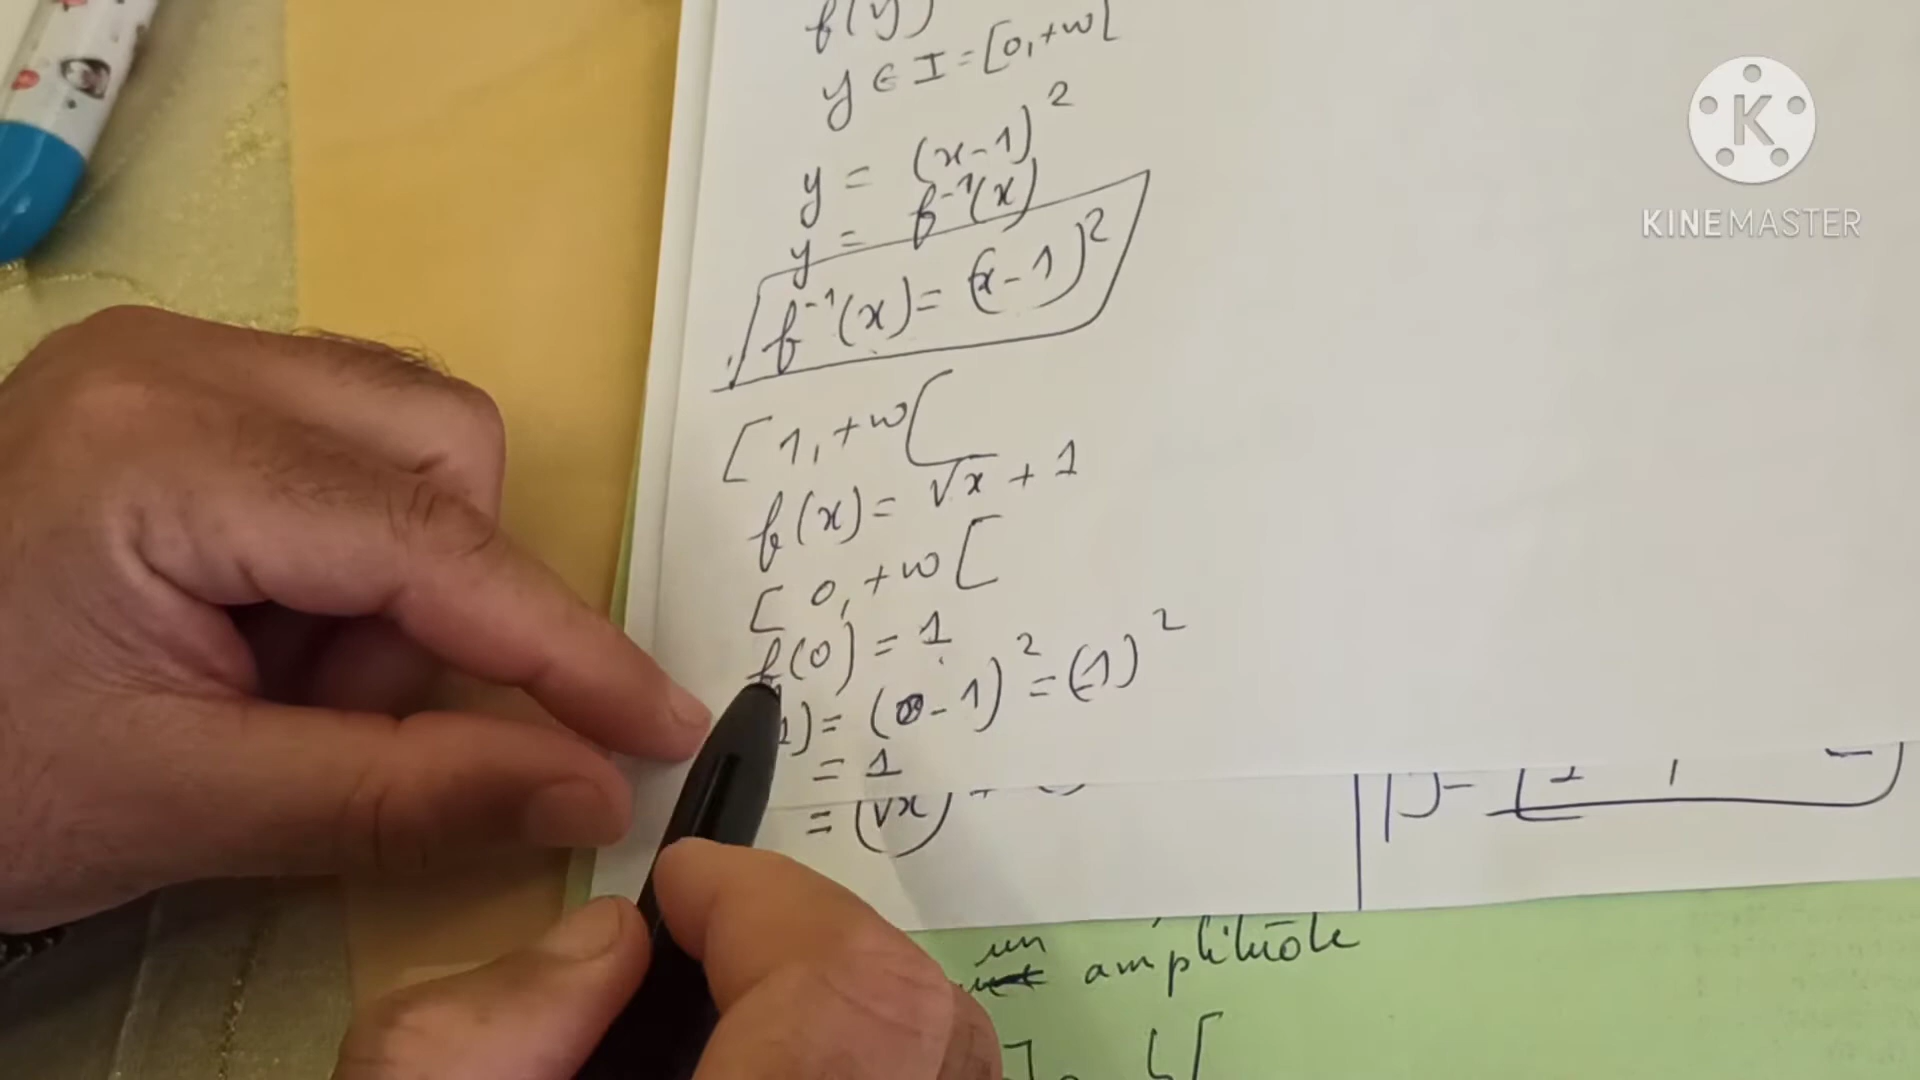 f(y)
y ∈ I = [0, +∞[
y = (x-1)²
y = f⁻¹(x)
f⁻¹(x) = (x-1)²
[1, +∞[
f(x) = √x + 1
[0, +∞[
f(0) = 1
) = (0-1)² = (-1)²
= 1
= (√x)
un
amplitude
K
KINEMASTER